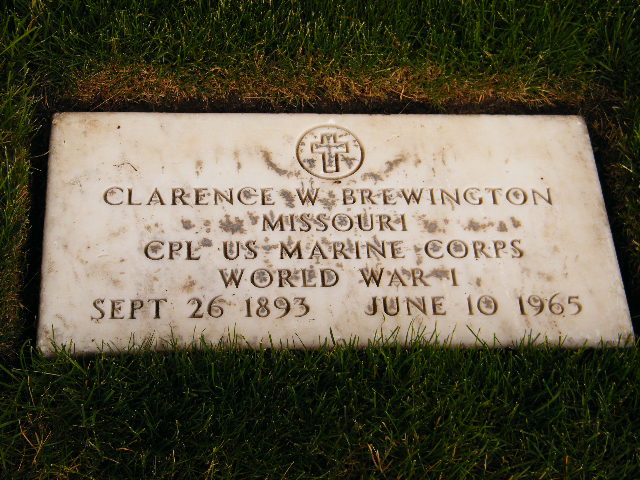 CLARENCE W BREWINGTON
MISSOURI
CPL US MARINE CORPS
WORLD WAR I
SEPT 26 1893 JUNE 10 1965